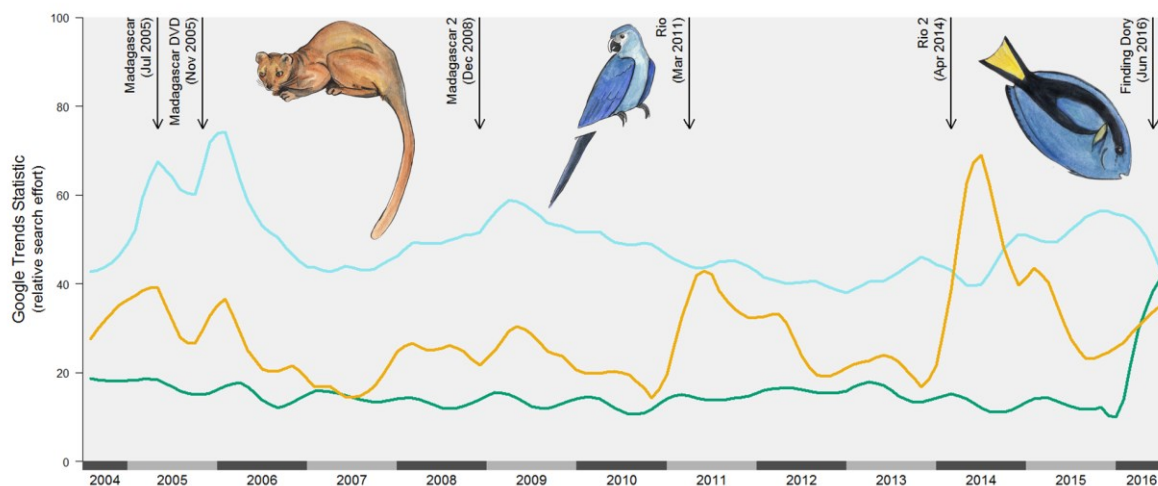 100
80
60
40
20
0
Google Trends Statistic
(relative search effort)
Madagascar
(Jul 2005)
Madagascar DVD
(Nov 2005)
Madagascar 2
(Dec 2008)
Rio
(Mar 2011)
Rio 2
(Apr 2014)
Finding Dory
(Jun 2016)
2004 2005 2006 2007 2008 2009 2010 2011 2012 2013 2014 2015 2016